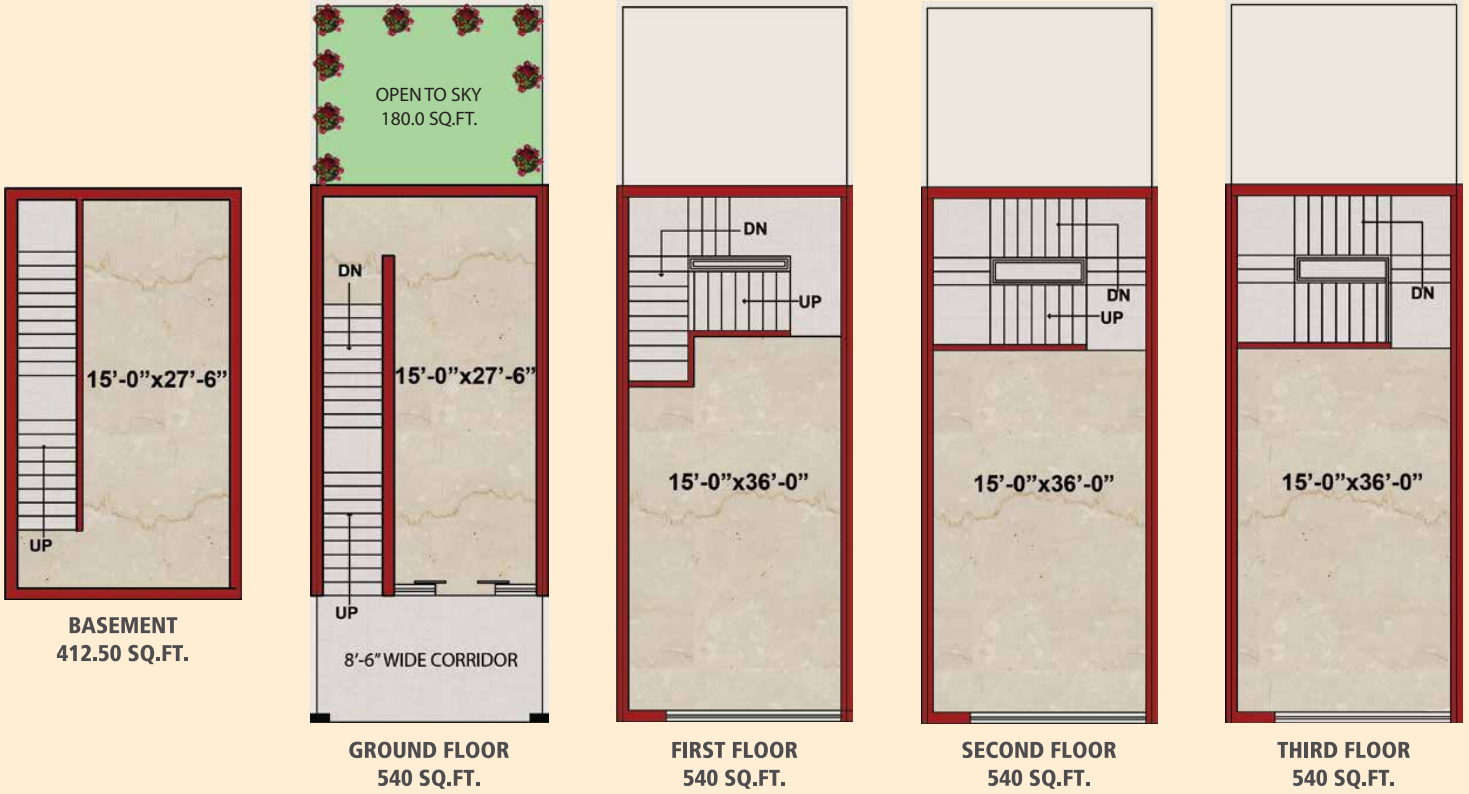 15’-0”x27’-6”
UP
BASEMENT
412.50 SQ.FT.
OPEN TO SKY
180.0 SQ.FT.
DN
15’-0”x27’-6”
UP
8’-6” WIDE CORRIDOR
GROUND FLOOR
540 SQ.FT.
DN
UP
15’-0”x36’-0”
FIRST FLOOR
540 SQ.FT.
DN
DN
UP
15’-0”x36’-0”
SECOND FLOOR
540 SQ.FT.
DN
15’-0”x36’-0”
THIRD FLOOR
540 SQ.FT.